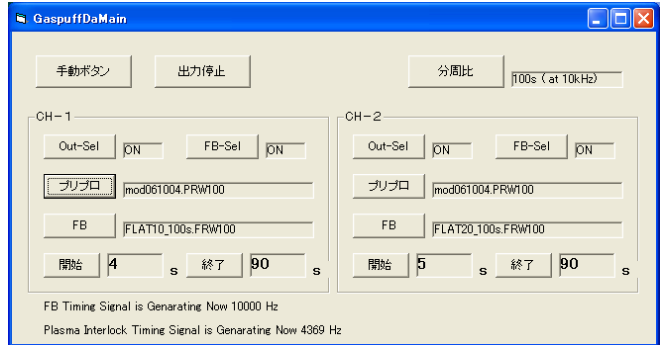 GaspuffDaMain
手動ボタン 出力停止 分周比 100s ( at 10kHz)
CH-1 CH-2
Out-Sel ON FB-Sel ON Out-Sel ON FB-Sel ON
プリプロ mod061004.PRW100 プリプロ mod061004.PRW100
FB FLAT10_100s.FRW100 FB FLAT20_100s.FRW100
開始 4 s 終了 90 s 開始 5 s 終了 90 s
FB Timing Signal is Genarating Now 10000 Hz
Plasma Interlock Timing Signal is Genarating Now 4369 Hz